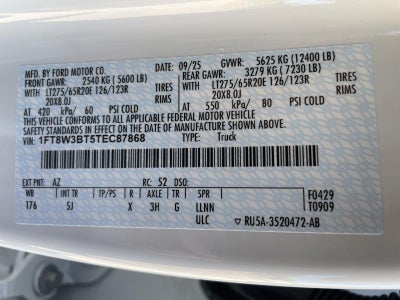 MFD. BY FORD MOTOR CO. 09/25 GVWR: 5625 KG (12400 LB)
FRONT GAWR: 2540 KG (5600 LB) REAR GAWR: 3279 KG (7230 LB)
WITH LT275/65R20E 126/123R TIRES WITH LT275/65R20E 126/123R TIRES
20X8.0J RIMS 20X8.0J RIMS
AT 420 kPa/ 60 PSI COLD AT 550 kPa/ 80 PSI COLD
THIS VEHICLE CONFORMS TO ALL APPLICABLE FEDERAL MOTOR VEHICLE
SAFETY STANDARDS IN EFFECT ON THE DATE OF MANUFACTURE SHOWN ABOVE.
VIN: 1FT8W3BT5TEC87868 TYPE: Truck
EXT PNT: AZ RC: 52 DSO:
WB INT TR TP/PS R AXLE TR SPR F0429
176 5J X 3H G LLNN T0909
ULC RU5A-3520472-AB